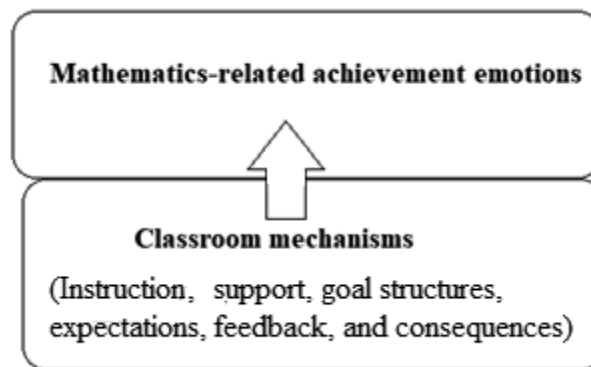 Mathematics-related achievement emotions
Classroom mechanisms
(Instruction, support, goal structures,
expectations, feedback, and consequences)